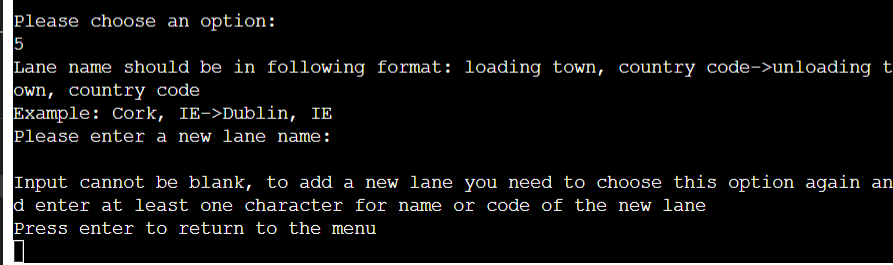 Please choose an option:
5
Lane name should be in following format: loading town, country code->unloading t
own, country code
Example: Cork, IE->Dublin, IE
Please enter a new lane name:
Input cannot be blank, to add a new lane you need to choose this option again an
d enter at least one character for name or code of the new lane
Press enter to return to the menu